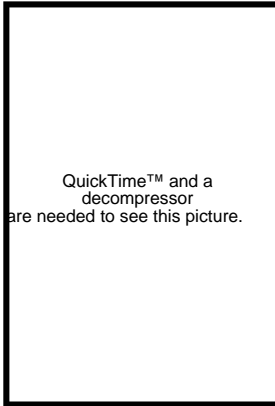 QuickTime™ and a
decompressor
are needed to see this picture.